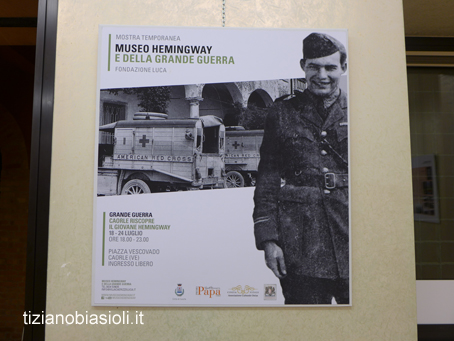 MOSTRA TEMPORANEA
MUSEO HEMINGWAY
E DELLA GRANDE GUERRA
FONDAZIONE LUCA
AMERICAN RED CROSS
GRANDE GUERRA
CAORLE RISCOPRE
IL GIOVANE HEMINGWAY
16 - 24 LUGLIO
ORE 18.00 - 23.00
PIAZZA VESCOVADO
CAORLE (VE)
INGRESSO LIBERO
Papa
tizianobiasioli.it